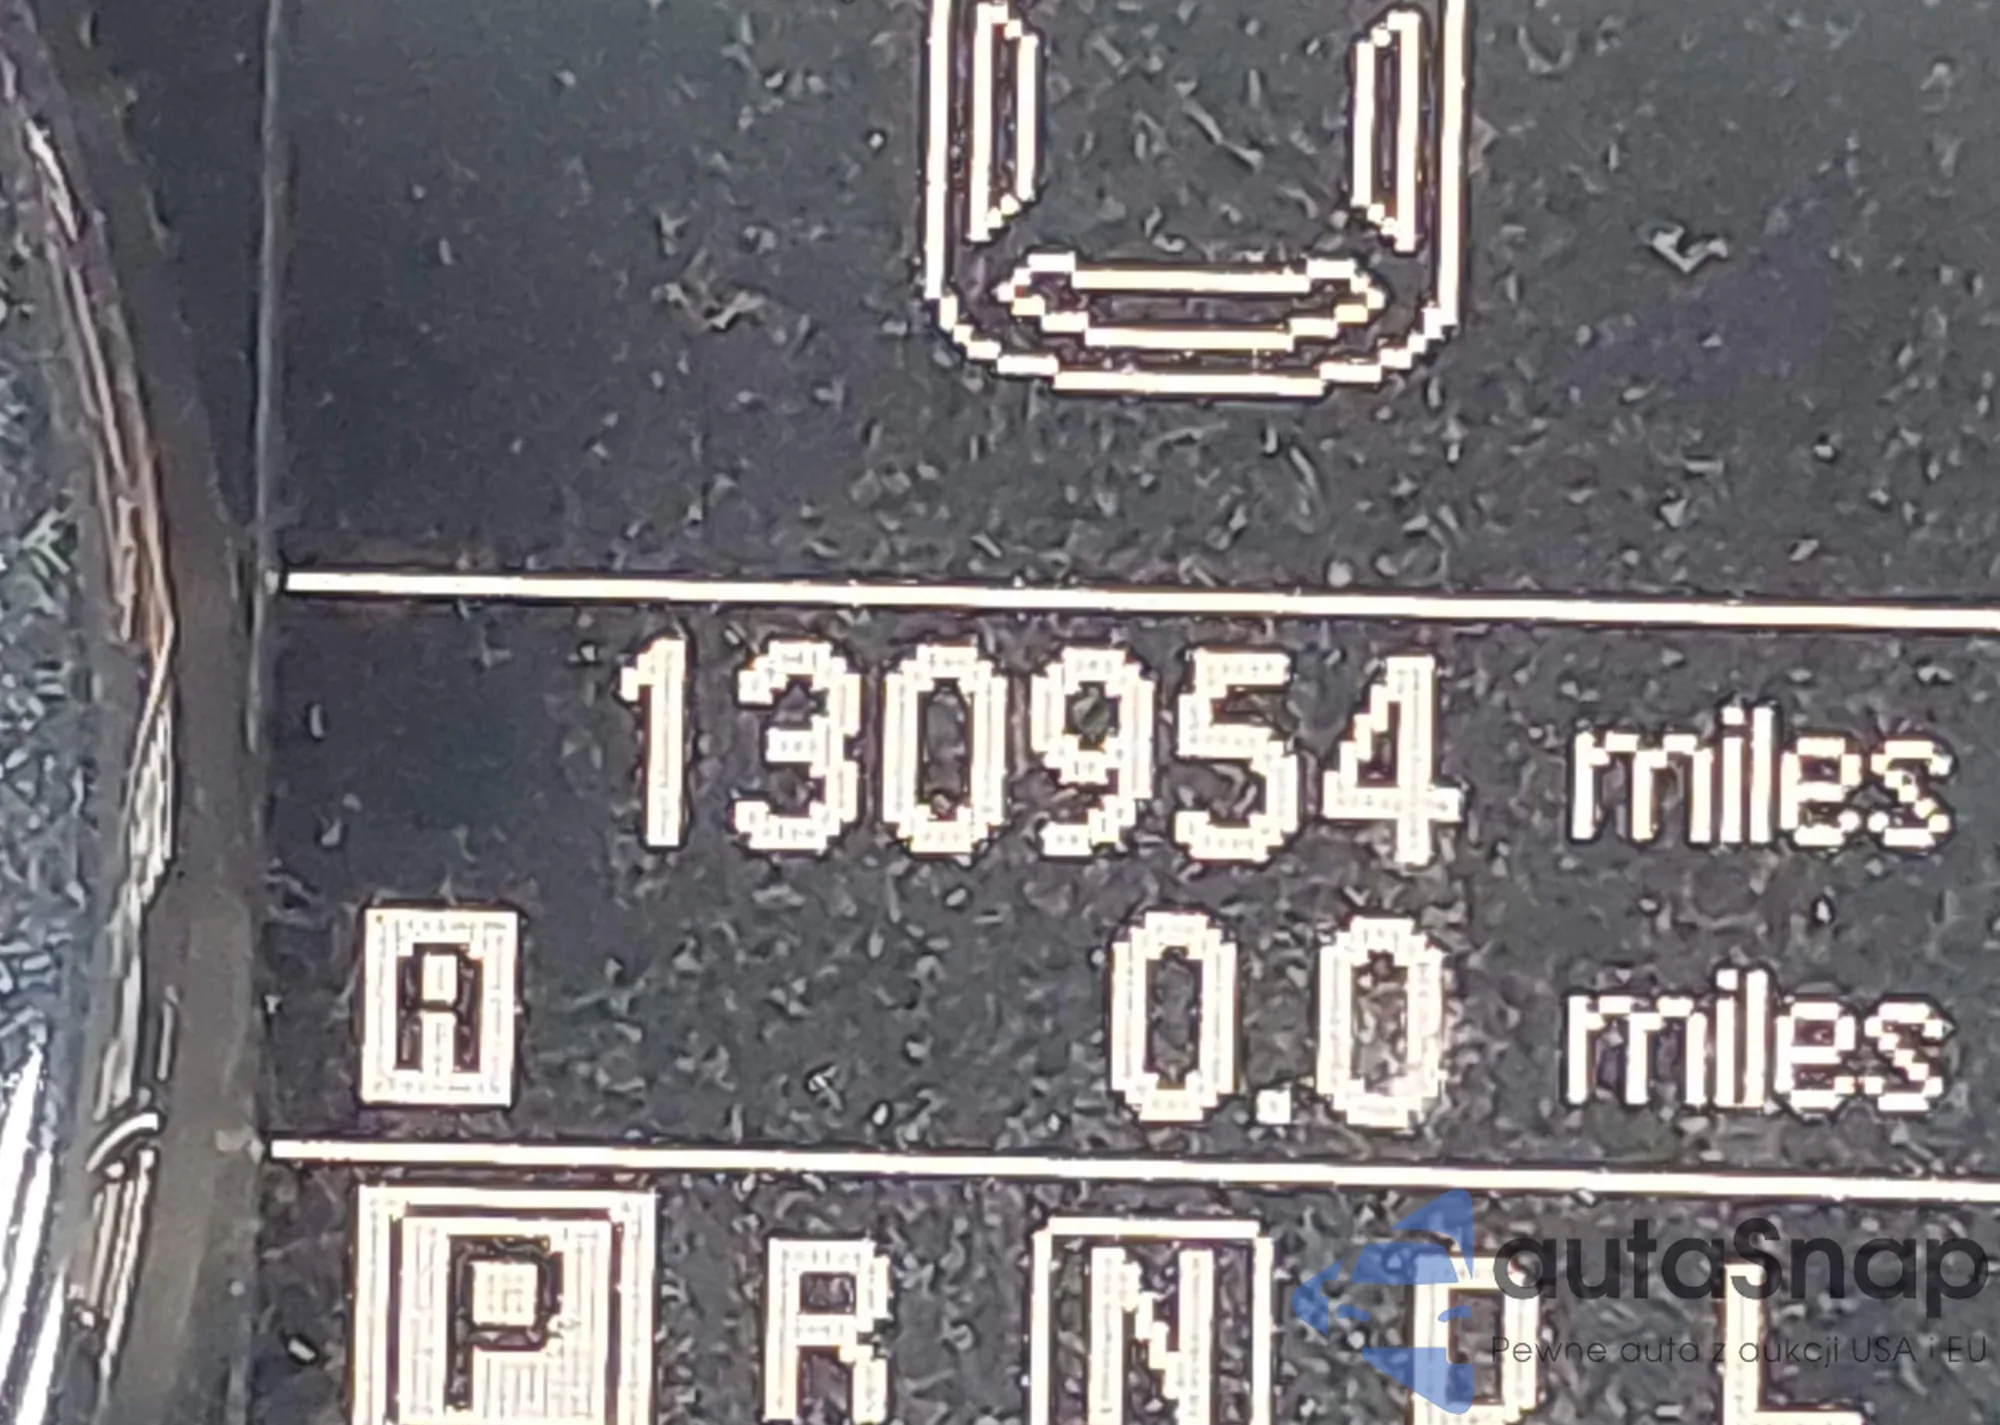 130954 miles
A 0.0 miles
P R N D L
autaSnap
Pewne auta z aukcji USA i EU